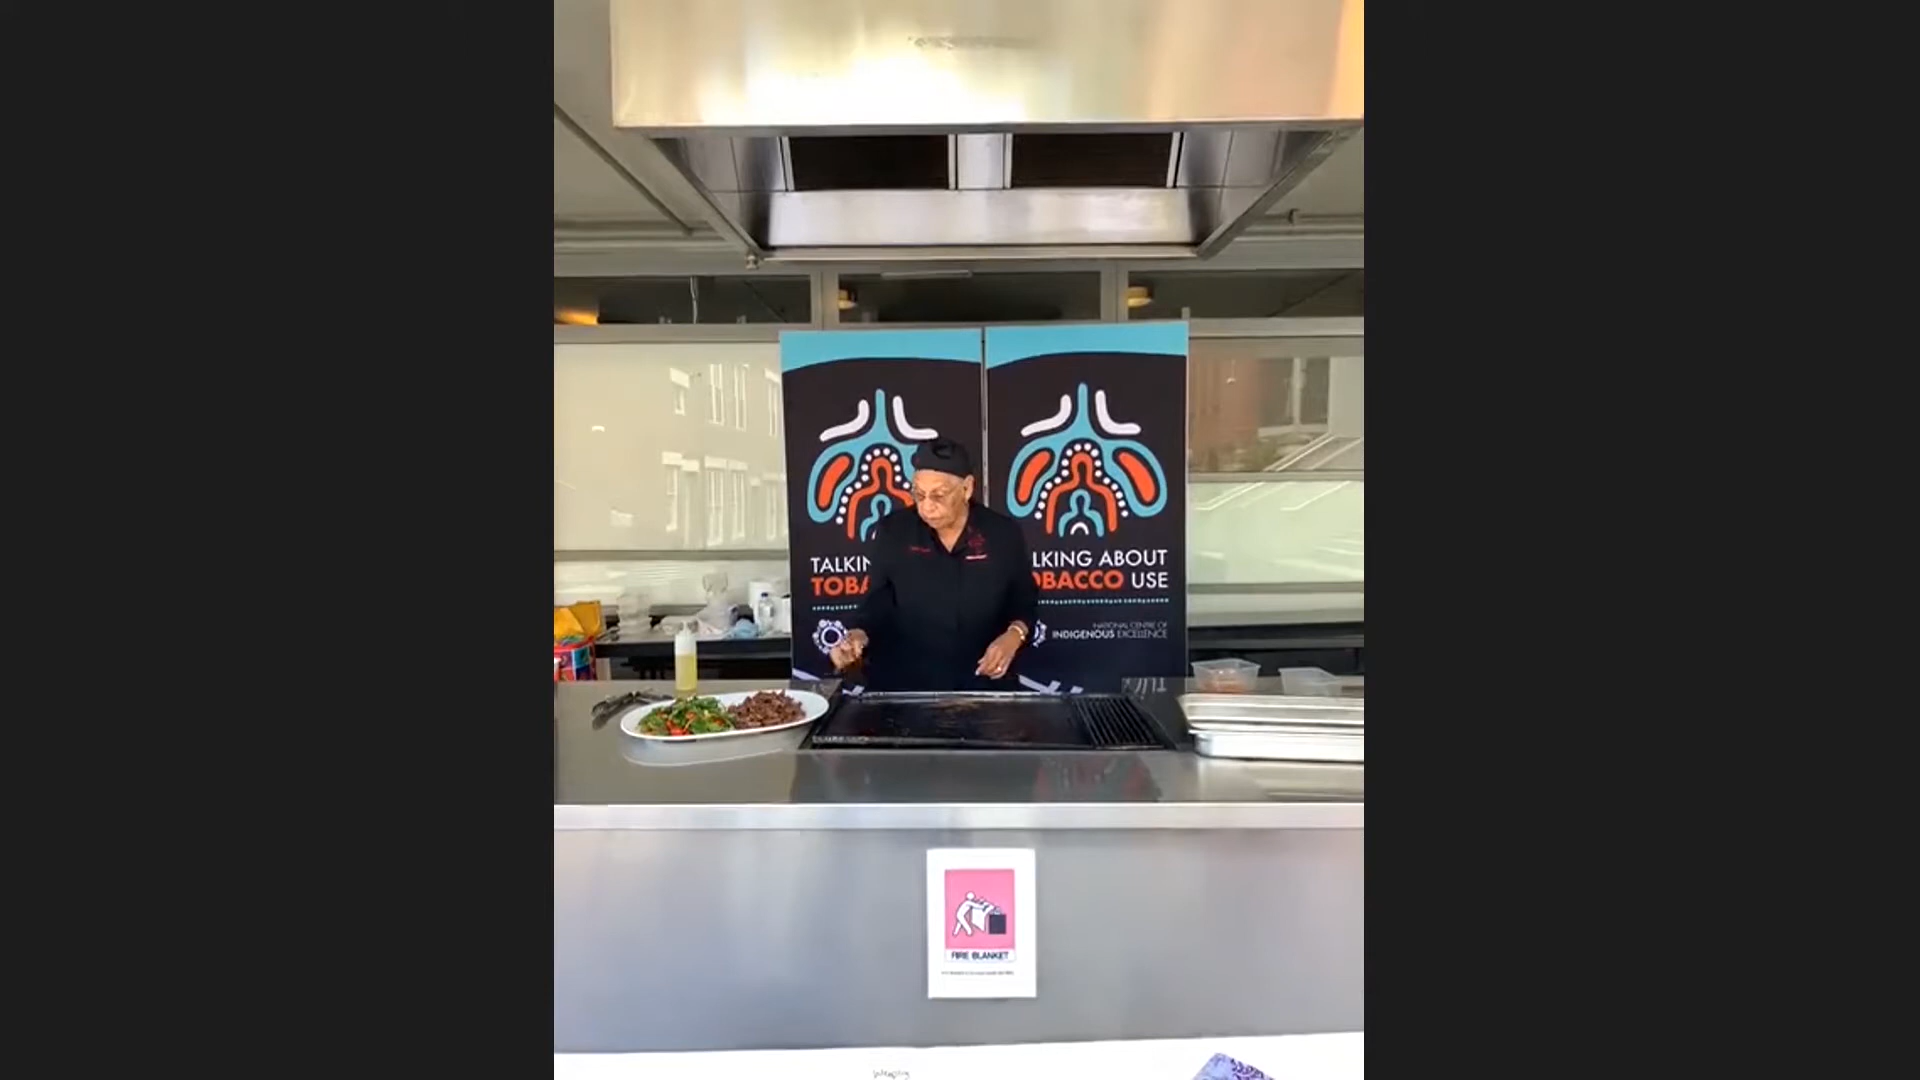 TALKIN
TOBA
LKING ABOUT
OBACCO USE
NATIONAL CENTRE OF
INDIGENOUS EXCELLENCE
FIRE BLANKET